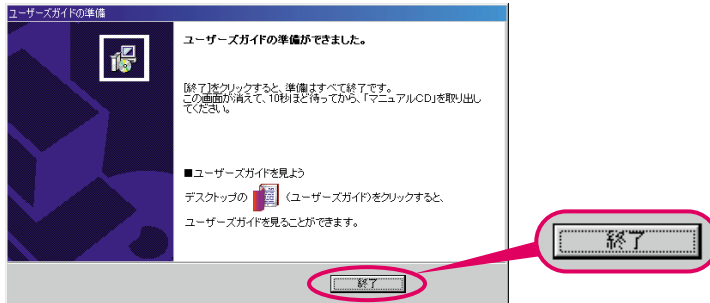 ユーザーズガイドの準備
ユーザーズガイドの準備ができました。
[終了]をクリックすると、準備はすべて終了です。
この画面が消えて、10秒ほど待ってから、「マニュアルCD」を取り出し
てください。
■ユーザーズガイドを見よう
デスクトップの (ユーザーズガイド)をクリックすると、
ユーザーズガイドを見ることができます。
終了
終了